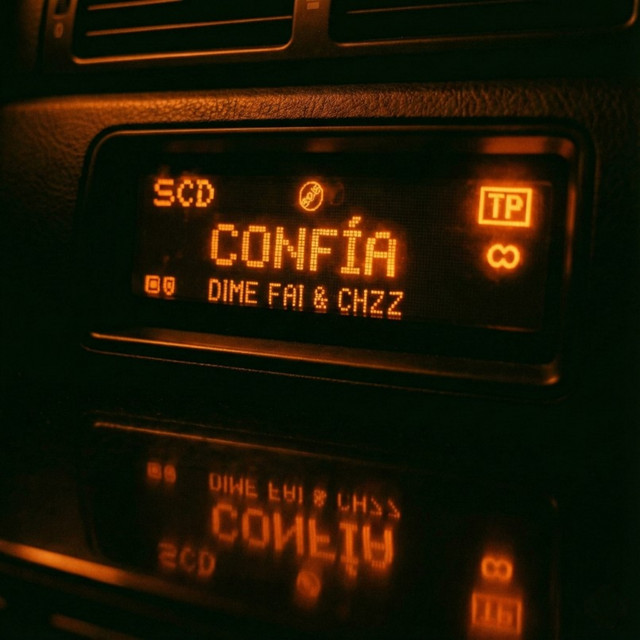 SCD
TP
CONFÍA
DIME FAI & CHZZ